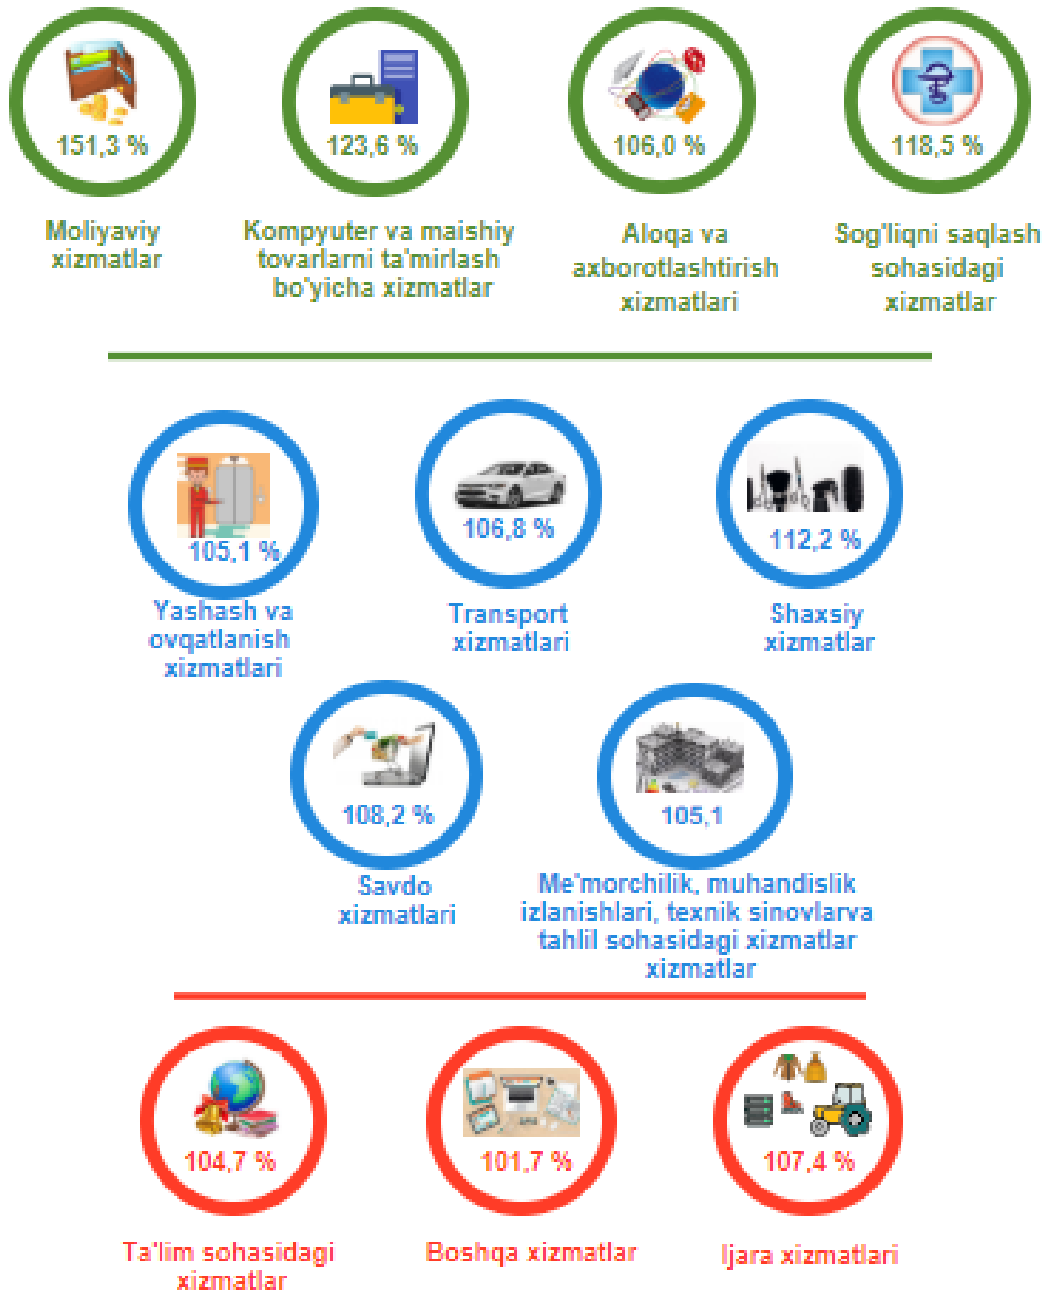 151,3 %
Moliyaviy
xizmatlar
123,6 %
Kompyuter va maishiy
tovarlarni ta'mirlash
bo'yicha xizmatlar
106,0 %
Aloqa va
axborotlashtirish
xizmatlari
118,5 %
Sog'liqni saqlash
sohasidagi
xizmatlar
105,1 %
Yashash va
ovqatlanish
xizmatlari
106,8 %
Transport
xizmatlari
112,2 %
Shaxsiy
xizmatlar
108,2 %
Savdo
xizmatlari
105,1
Me'morchilik, muhandislik
izlanishlari, texnik sinovlarva
tahlil sohasidagi xizmatlar
xizmatlar
104,7 %
Ta'lim sohasidagi
xizmatlar
101,7 %
Boshqa xizmatlar
107,4 %
Ijara xizmatlari